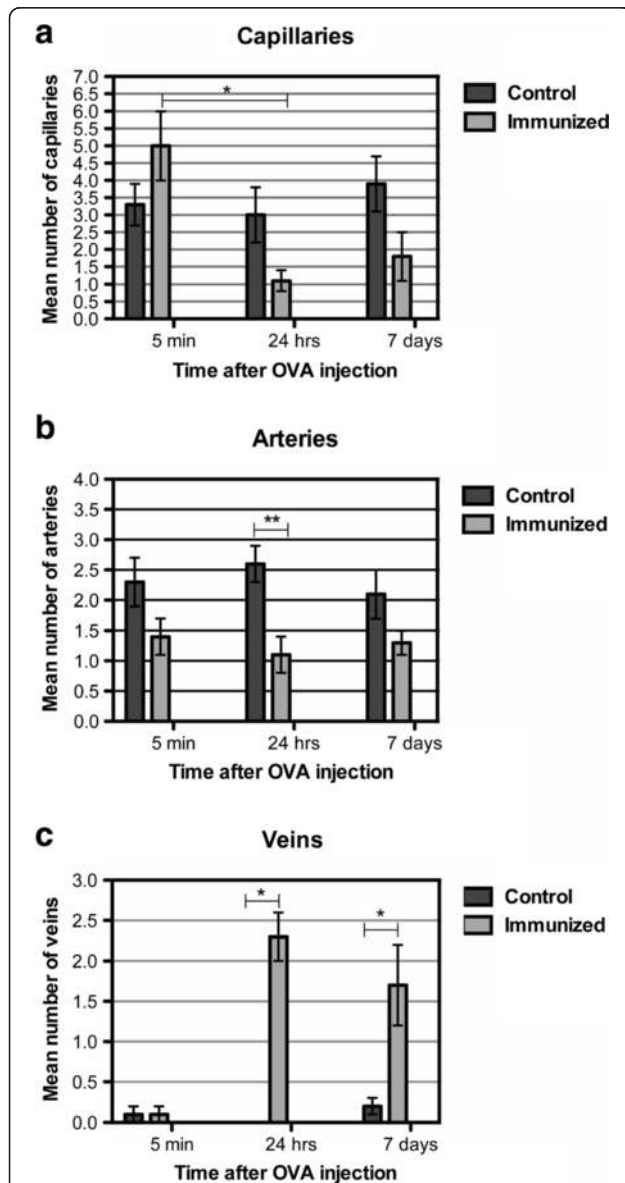 a
Capillaries
Mean number of capillaries
7.0
6.5
6.0
5.5
5.0
4.5
4.0
3.5
3.0
2.5
2.0
1.5
1.0
0.5
0.0
*
Control
Immunized
5 min 24 hrs 7 days
Time after OVA injection
b
Arteries
Mean number of arteries
4.0
3.5
3.0
2.5
2.0
1.5
1.0
0.5
0.0
**
Control
Immunized
5 min 24 hrs 7 days
Time after OVA injection
c
Veins
Mean number of veins
3.0
2.5
2.0
1.5
1.0
0.5
0.0
* *
Control
Immunized
5 min 24 hrs 7 days
Time after OVA injection